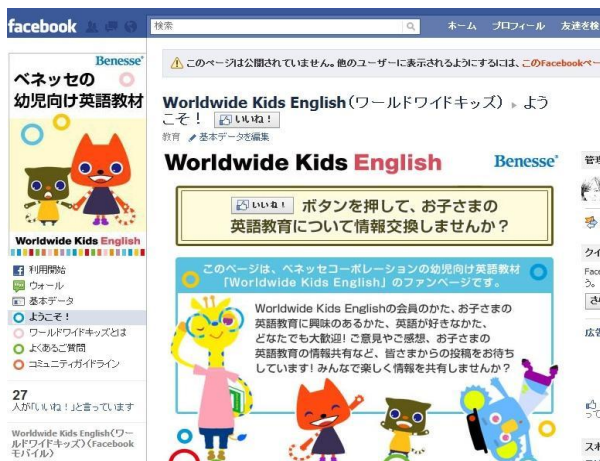 facebook
検索
ホーム プロフィール 友達を検
Benesse
ベネッセの
幼児向け英語教材
Worldwide Kids English
利用開始
ウォール
基本データ
ようこそ！
ワールドワイドキッズとは
よくあるご質問
コミュニティガイドライン
27
人が「いいね！」と言っています
Worldwide Kids English(ワー
ルドワイドキッズ)(Facebook
モバイル)
このページは公開されていません。他のユーザーに表示されるようにするには、このFacebookペー
Worldwide Kids English(ワールドワイドキッズ) ▸ よう
こそ！ いいね！
教育 基本データを編集
Worldwide Kids English Benesse
いいね！ ボタンを押して、お子さまの
英語教育について情報交換しませんか？
このページは、ベネッセコーポレーションの幼児向け英語教材
「Worldwide Kids English」のファンページです。
Worldwide Kids Englishの会員のかた、お子さまの
英語教育に興味のあるかた、英語が好きなかた、
どなたでも大歓迎！ご意見やご感想、お子さまの
英語教育の情報共有など、皆さまからの投稿をお待ち
しています！みんなで楽しく情報を共有しませんか？
管理
クイ
Face
う。
さ
広告
って
スポ